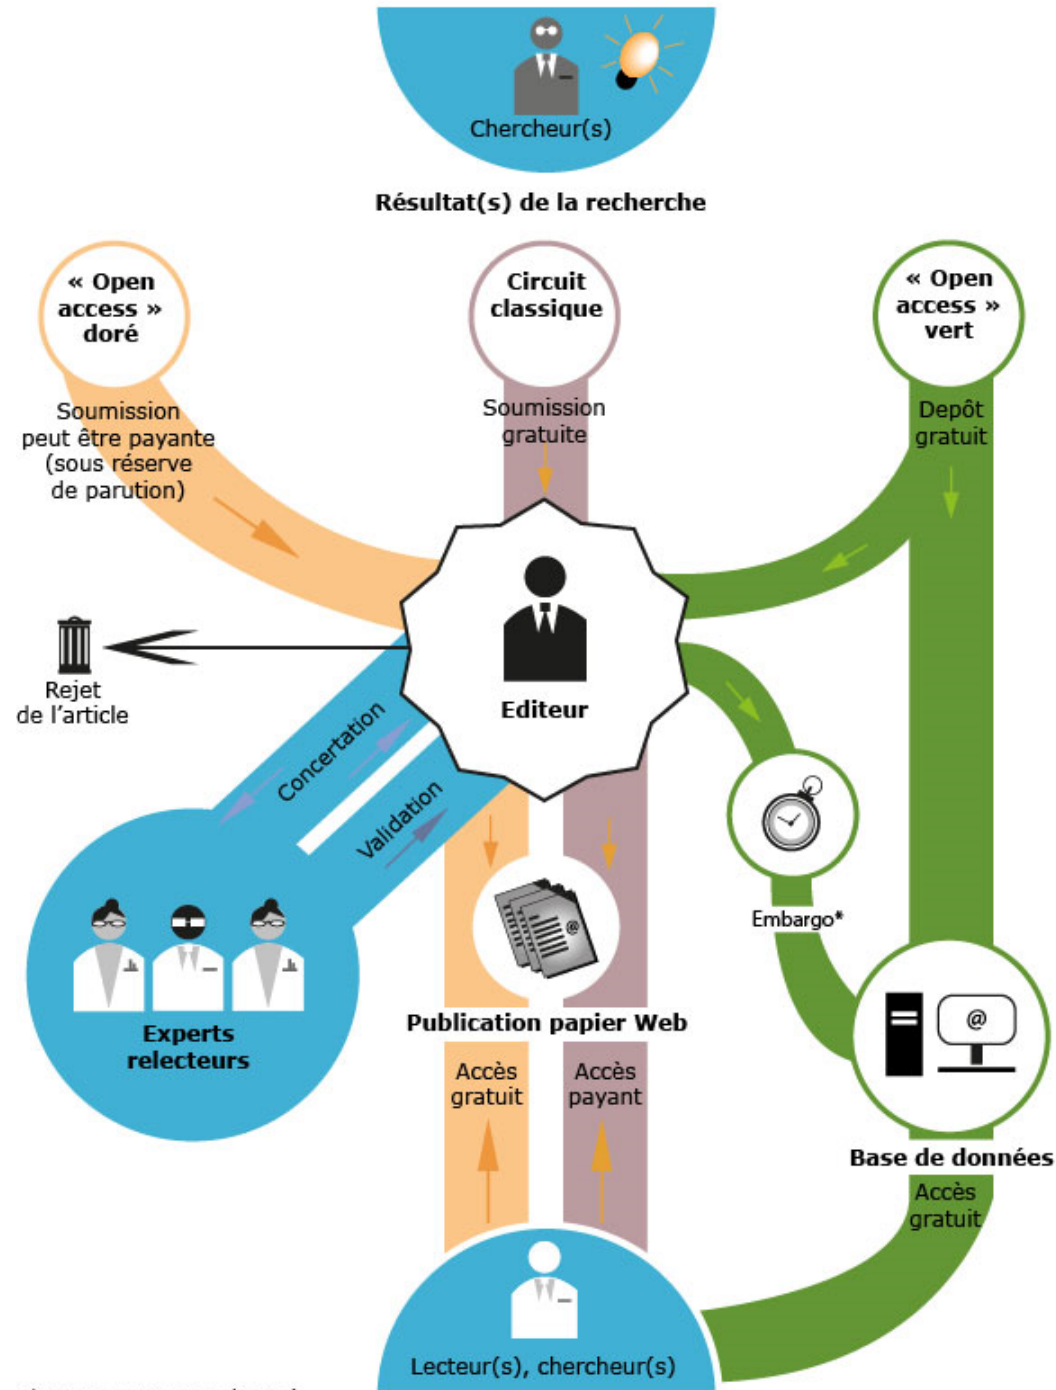 Chercheur(s)
Résultat(s) de la recherche
« Open
access »
doré
Circuit
classique
« Open
access »
vert
Soumission
peut être payante
(sous réserve
de parution)
Soumission
gratuite
Depôt
gratuit
Rejet
de l’article
Editeur
Concertation
Validation
Embargo*
Experts
relecteurs
Publication papier Web
@
@
Accès
gratuit
Accès
payant
Base de données
Accès
gratuit
Lecteur(s), chercheur(s)